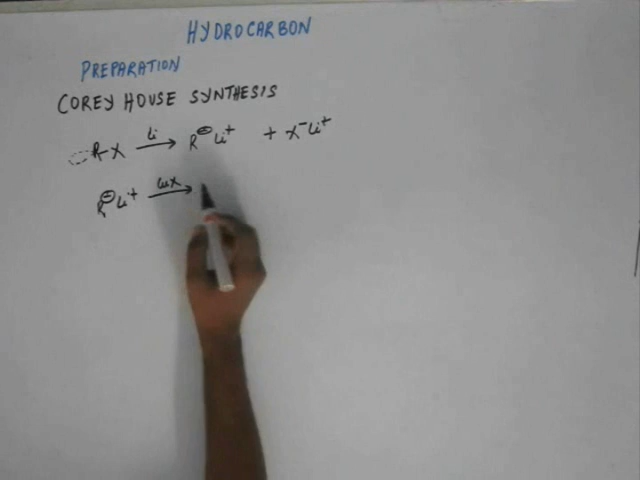 HYDROCARBON
PREPARATION
COREY HOUSE SYNTHESIS
R-X —Li→ R⊖Li⁺ + X⁻Li⁺
R⊖Li⁺ —CuX→